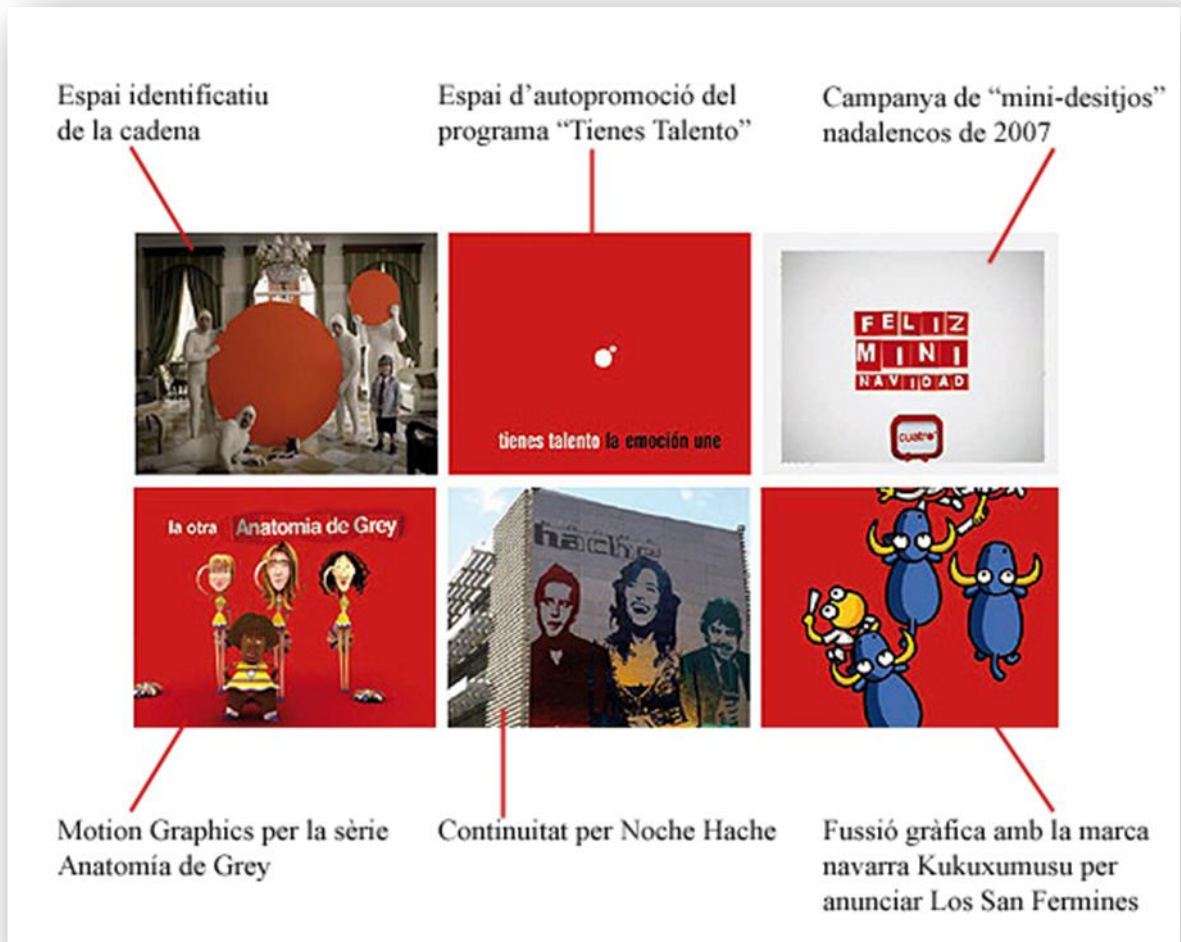 Espai identificatiu
de la cadena
Espai d’autopromoció del
programa “Tienes Talento”
Campanya de “mini-desitjos”
nadalencos de 2007
tienes talento la emoción une
FELIZ
MINI
NAVIDAD
cuatro
la otra Anatomia de Grey
hache
Motion Graphics per la sèrie
Anatomía de Grey
Continuitat per Noche Hache
Fussió gràfica amb la marca
navarra Kukuxumusu per
anunciar Los San Fermines